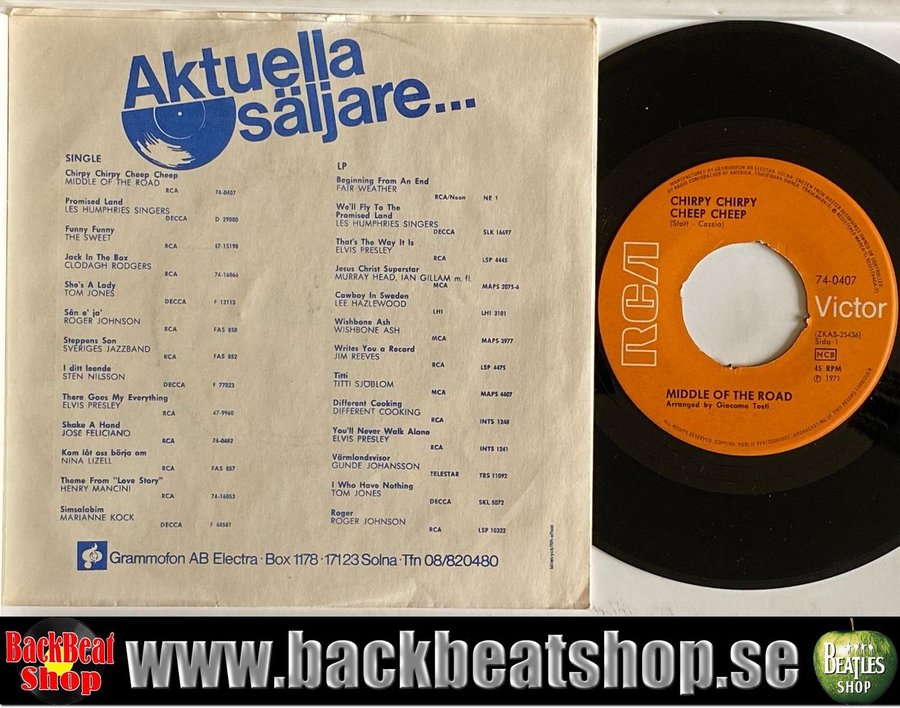 Aktuella
säljare...
SINGLE
Chirpy Chirpy Cheep Cheep
MIDDLE OF THE ROAD
RCA 74-0407
Promised Land
LES HUMPHRIES SINGERS
DECCA D 29080
Funny Funny
THE SWEET
RCA 47-15190
Jack In The Box
CLODAGH RODGERS
RCA 74-16066
She's A Lady
TOM JONES
DECCA F 13113
Sån e' ja'
ROGER JOHNSON
RCA FAS 858
Steppens Son
SVERIGES JAZZBAND
RCA FAS 852
I ditt leende
STEN NILSSON
DECCA F 77023
There Goes My Everything
ELVIS PRESLEY
RCA 47-9960
Shake A Hand
JOSE FELICIANO
RCA 74-0452
Kom låt oss börja om
NINA LIZELL
RCA FAS 857
Theme From "Love Story"
HENRY MANCINI
RCA 74-16053
Simsalabim
MARIANNE KOCK
DECCA F 44561
LP
Beginning From An End
FAIR WEATHER
RCA/Neon NE 1
We'll Fly To The
Promised Land
LES HUMPHRIES SINGERS
DECCA SLK 16697
That's The Way It Is
ELVIS PRESLEY
RCA LSP 4445
Jesus Christ Superstar
MURRAY HEAD, IAN GILLAM m. fl.
MCA MAPS 2075-6
Cowboy In Sweden
LEE HAZLEWOOD
LHI LHI 3101
Wishbone Ash
WISHBONE ASH
MCA MAPS 3977
Writes You a Record
JIM REEVES
RCA LSP 4475
Titti
TITTI SJÖBLOM
MCA MAPS 4407
Different Cooking
DIFFERENT COOKING
RCA INTS 1240
You'll Never Walk Alone
ELVIS PRESLEY
RCA INTS 1241
Värmlandsvisor
GUNDE JOHANSSON
TELESTAR TRS 11092
I Who Have Nothing
TOM JONES
DECCA SKL 5072
Roger
ROGER JOHNSON
RCA LSP 10322
Grammofon AB Electra · Box 1178 · 171 23 Solna · Tfn 08/820480
CHIRPY CHIRPY
CHEEP CHEEP
(Stott - Cassia)
RCA
74-0407
Victor
(ZKAS-25436)
Side 1
NCB
45 RPM
℗ 1971
MIDDLE OF THE ROAD
Arranged by Giacomo Tosti
BackBeat
Shop
www.backbeatshop.se
BEATLES
SHOP